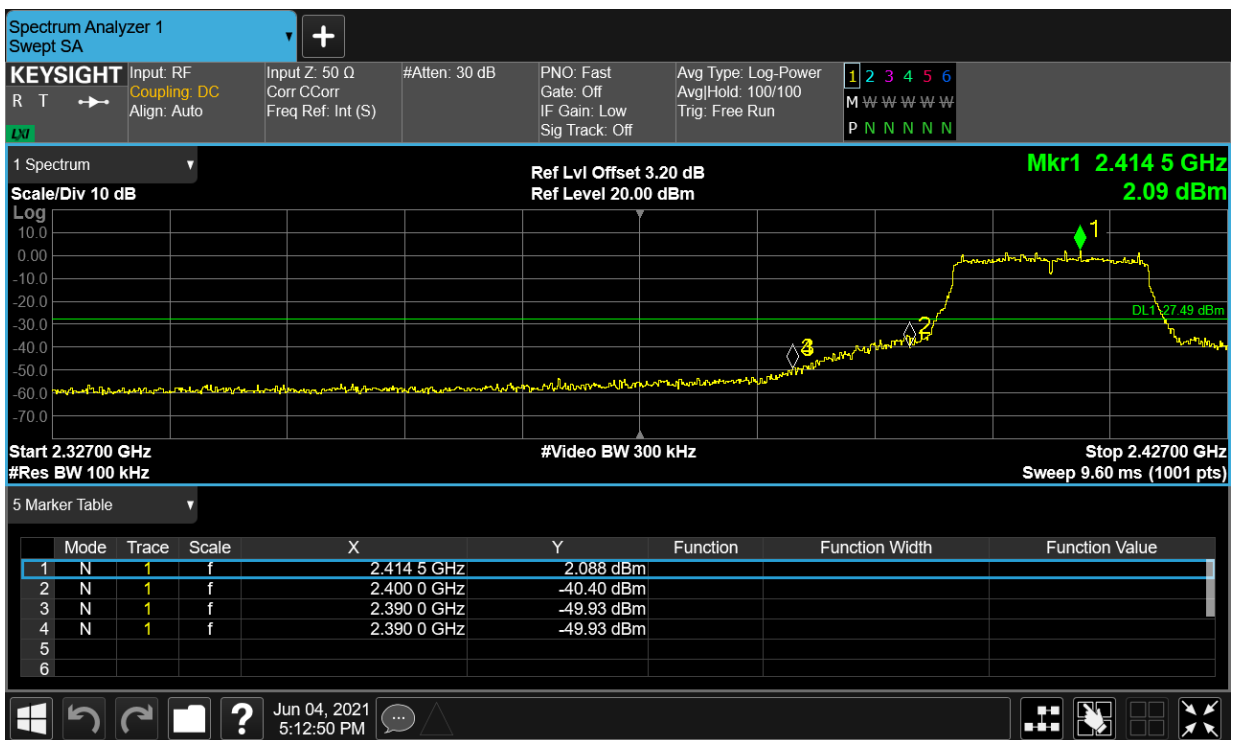 Spectrum Analyzer 1
Swept SA
+
KEYSIGHT Input: RF Input Z: 50 Ω #Atten: 30 dB PNO: Fast Avg Type: Log-Power 1 2 3 4 5 6
R T Coupling: DC Corr CCorr Gate: Off Avg|Hold: 100/100 M W W W W W
Align: Auto Freq Ref: Int (S) IF Gain: Low Trig: Free Run
LXI Sig Track: Off P N N N N N
1 Spectrum Ref Lvl Offset 3.20 dB Mkr1 2.414 5 GHz
Scale/Div 10 dB Ref Level 20.00 dBm 2.09 dBm
Log
10.0 1
0.00
-10.0
-20.0
DL1 -27.49 dBm
-30.0 2
-40.0
-50.0
-60.0
-70.0
Start 2.32700 GHz #Video BW 300 kHz Stop 2.42700 GHz
#Res BW 100 kHz Sweep 9.60 ms (1001 pts)
5 Marker Table
Mode Trace Scale X Y Function Function Width Function Value
1 N 1 f 2.414 5 GHz 2.088 dBm
2 N 1 f 2.400 0 GHz -40.40 dBm
3 N 1 f 2.390 0 GHz -49.93 dBm
4 N 1 f 2.390 0 GHz -49.93 dBm
5
6
? Jun 04, 2021
5:12:50 PM